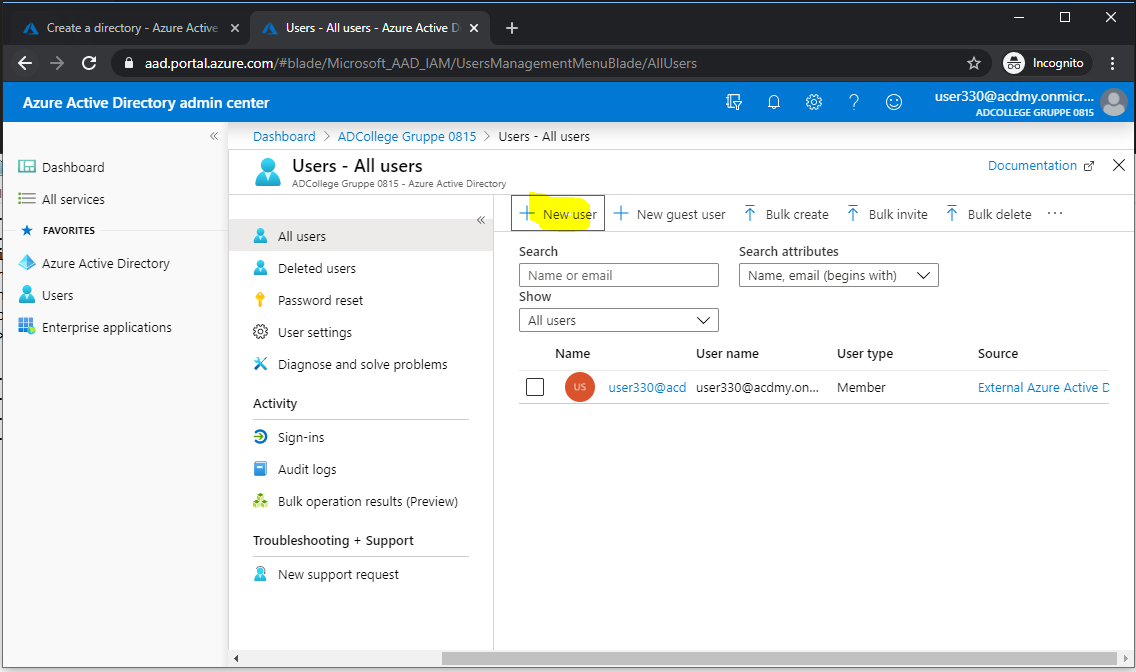 Create a directory - Azure Active
Users - All users - Azure Active D
aad.portal.azure.com/#blade/Microsoft_AAD_IAM/UsersManagementMenuBlade/AllUsers
Incognito
Azure Active Directory admin center
user330@acdmy.onmicr...
ADCOLLEGE GRUPPE 0815
Dashboard
All services
FAVORITES
Azure Active Directory
Users
Enterprise applications
Dashboard > ADCollege Gruppe 0815 > Users - All users
Users - All users
ADCollege Gruppe 0815 - Azure Active Directory
Documentation
All users
Deleted users
Password reset
User settings
Diagnose and solve problems
Activity
Sign-ins
Audit logs
Bulk operation results (Preview)
Troubleshooting + Support
New support request
New user New guest user Bulk create Bulk invite Bulk delete ...
Search Search attributes
Name or email Name, email (begins with)
Show
All users
Name User name User type Source
US user330@acd user330@acdmy.on... Member External Azure Active D